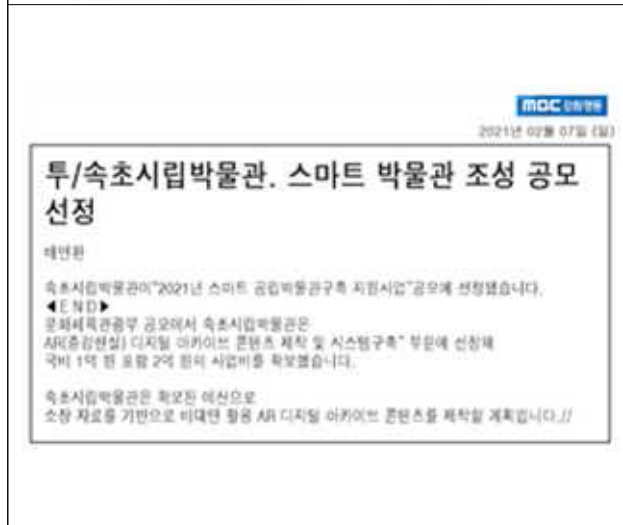 mbc 강원영동
2021년 02월 07일 (일)
투/속초시립박물관. 스마트 박물관 조성 공모
선정
배연환
속초시립박물관이"2021년 스마트 공립박물관구축 지원사업"공모에 선정됐습니다.
◀END▶
문화체육관광부 공모에서 속초시립박물관은
AR(증강현실) 디지털 아카이브 콘텐츠 제작 및 시스템구축" 부문에 선정돼
국비 1억 원 포함 2억 원의 사업비를 확보했습니다.
속초시립박물관은 확보된 예산으로
소장 자료를 기반으로 비대면 활용 AR 디지털 아카이브 콘텐츠를 제작할 계획입니다.//